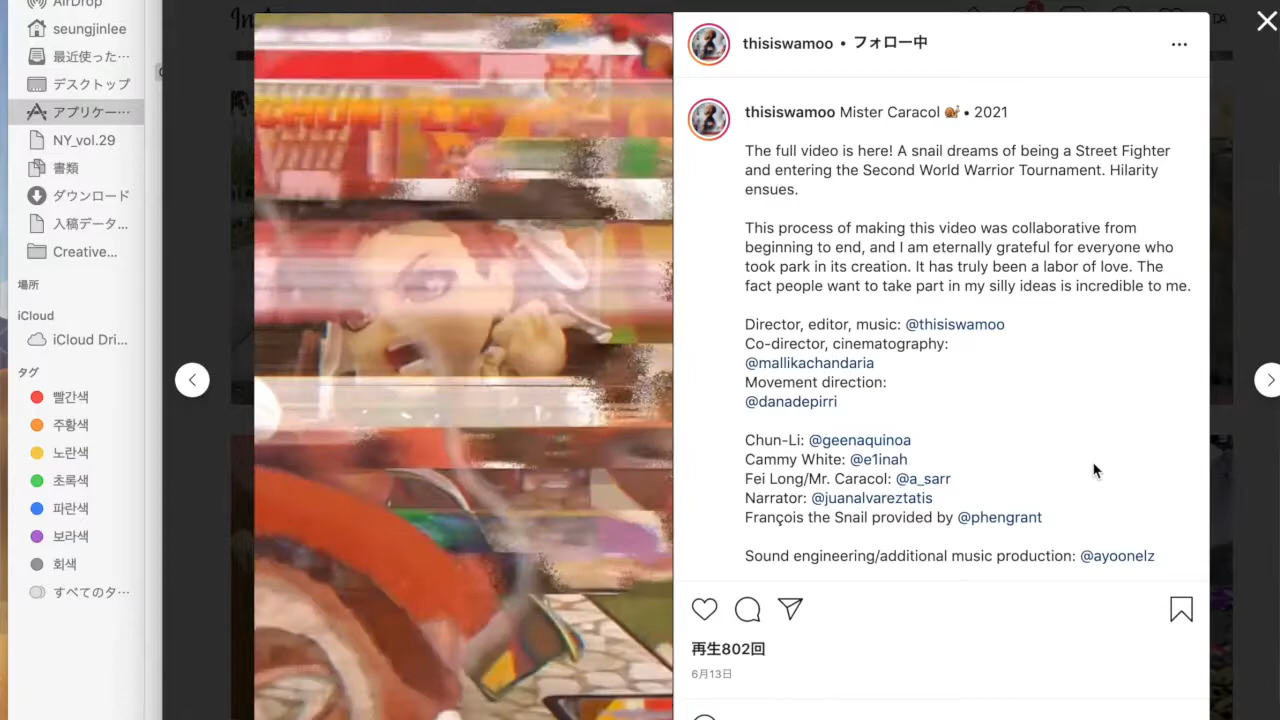 AirDrop
seungjinlee
最近使った…
デスクトップ
アプリケー…
NY_vol.29
書類
ダウンロード
入稿データ…
Creative...
場所
iCloud
iCloud Dri...
タグ
빨간색
주황색
노란색
초록색
파란색
보라색
회색
すべてのタ…
thisiswamoo • フォロー中
thisiswamoo Mister Caracol 🐌 • 2021
The full video is here! A snail dreams of being a Street Fighter
and entering the Second World Warrior Tournament. Hilarity
ensues.
This process of making this video was collaborative from
beginning to end, and I am eternally grateful for everyone who
took park in its creation. It has truly been a labor of love. The
fact people want to take part in my silly ideas is incredible to me.
Director, editor, music: @thisiswamoo
Co-director, cinematography:
@mallikachandaria
Movement direction:
@danadepirri
Chun-Li: @geenaquinoa
Cammy White: @e1inah
Fei Long/Mr. Caracol: @a_sarr
Narrator: @juanalvareztatis
François the Snail provided by @phengrant
Sound engineering/additional music production: @ayoonelz
再生802回
6月13日